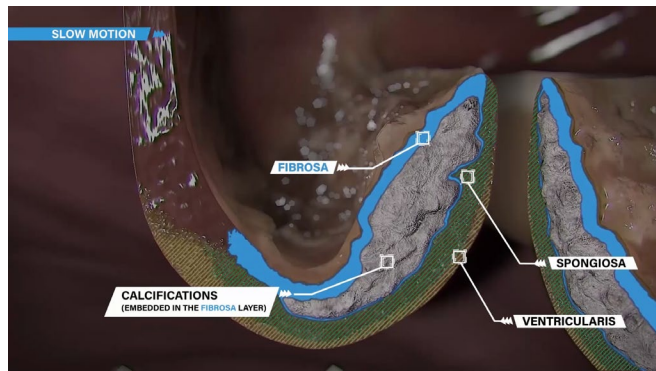 SLOW MOTION
FIBROSA
SPONGIOSA
CALCIFICATIONS
(EMBEDDED IN THE FIBROSA LAYER)
VENTRICULARIS